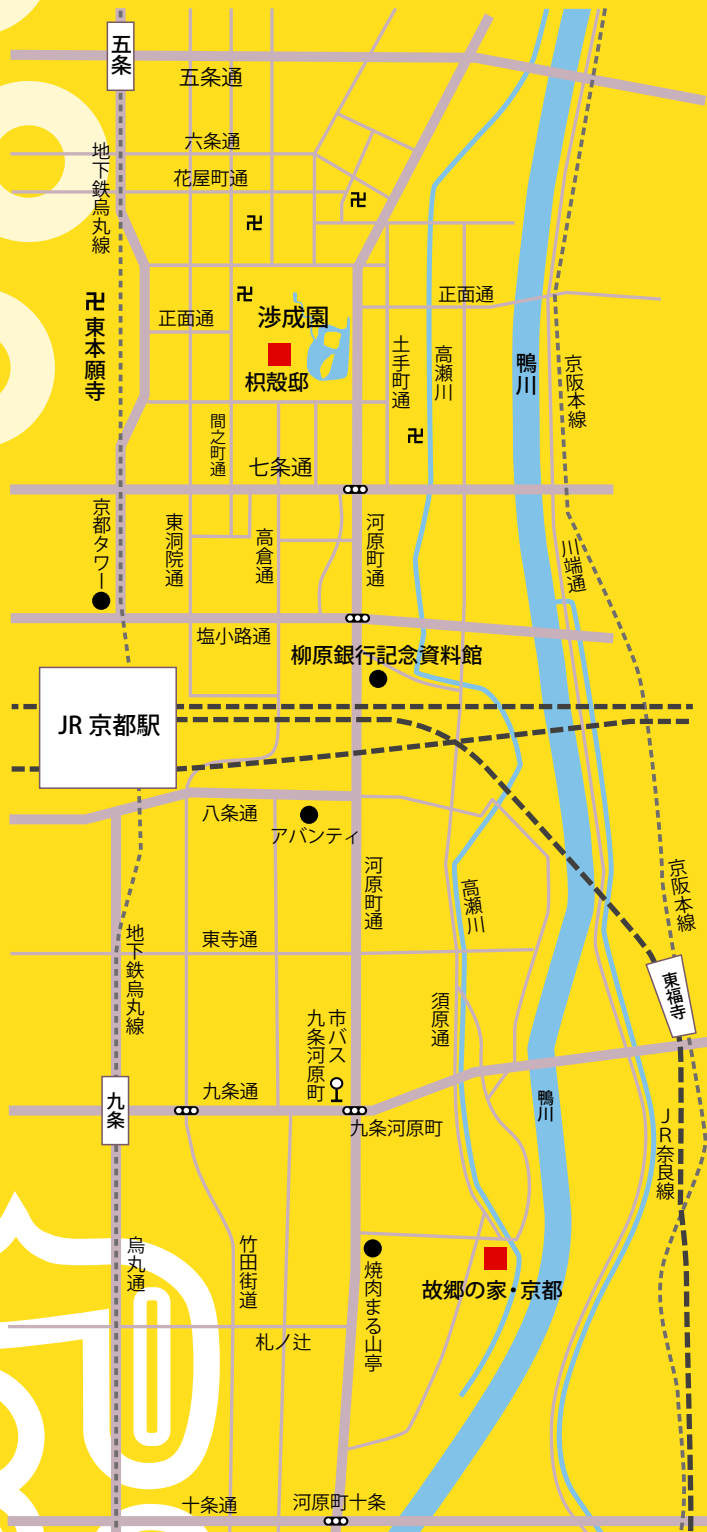 五条
五条通
六条通
地下鉄烏丸線
花屋町通
卍
卍
卍
卍東本願寺
正面通
渉成園
正面通
枳殻邸
土手町通
高瀬川
鴨川
京阪本線
間之町通
卍
七条通
京都タワー
東洞院通
高倉通
河原町通
川端通
塩小路通
柳原銀行記念資料館
JR 京都駅
八条通
アバンティ
河原町通
高瀬川
京阪本線
地下鉄烏丸線
東寺通
東福寺
須原通
市バス
九条河原町
九条
九条通
九条河原町
鴨川
JR奈良線
烏丸通
竹田街道
焼肉まる山亭
故郷の家・京都
札ノ辻
十条通
河原町十条